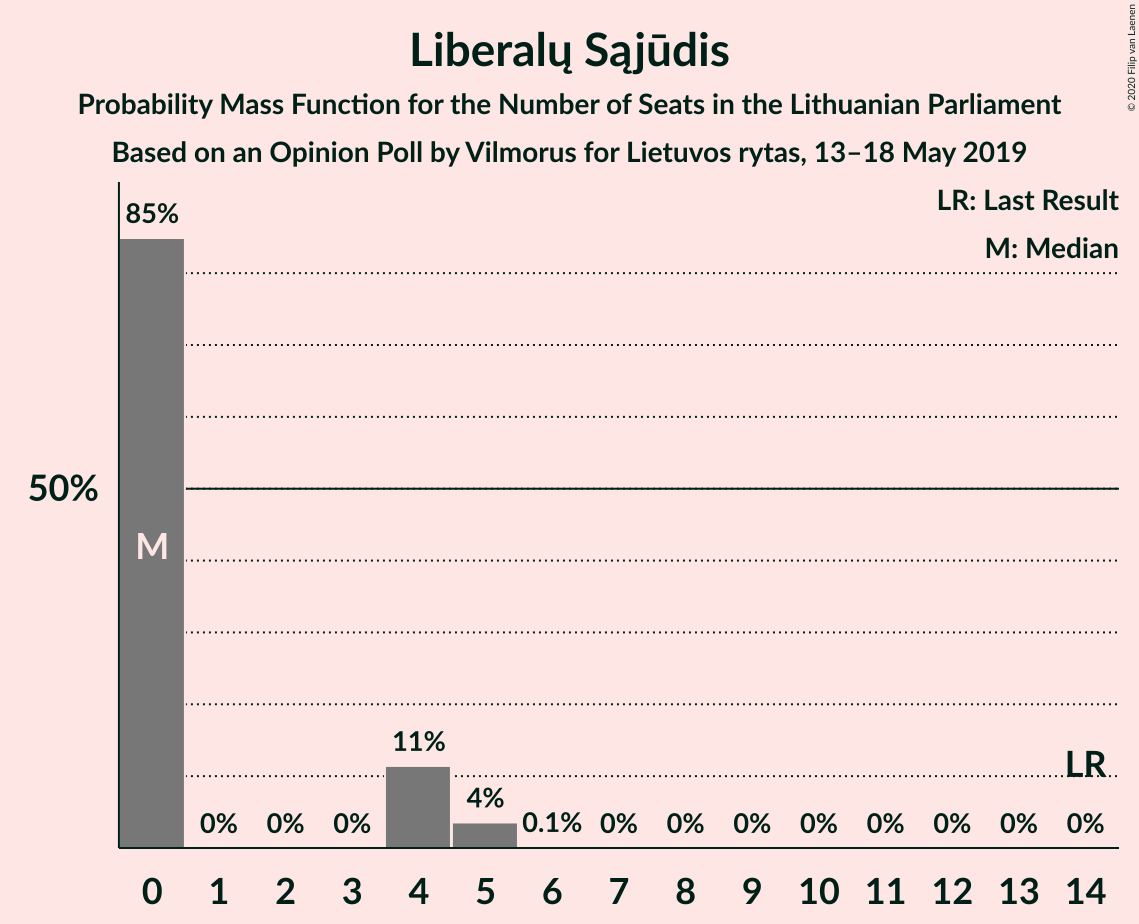 Liberalų Sąjūdis
Probability Mass Function for the Number of Seats in the Lithuanian Parliament
Based on an Opinion Poll by Vilmorus for Lietuvos rytas, 13–18 May 2019
© 2020 Filip van Laenen
LR: Last Result
M: Median
85%
50%
M
11%
LR
4%
0% 0% 0% 0.1% 0% 0% 0% 0% 0% 0% 0% 0%
0 1 2 3 4 5 6 7 8 9 10 11 12 13 14